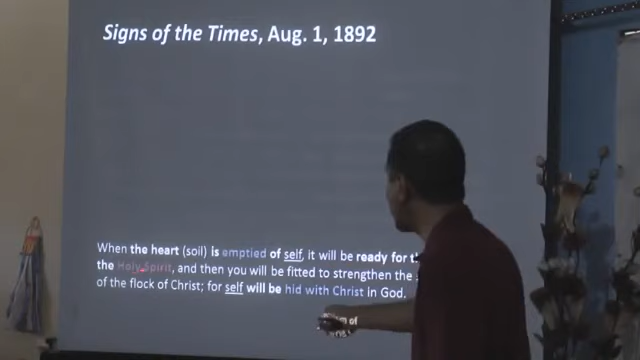 Signs of the Times, Aug. 1, 1892
When the heart (soil) is emptied of self, it will be ready for
the Holy Spirit, and then you will be fitted to strengthen the
of the flock of Christ; for self will be hid with Christ in God.